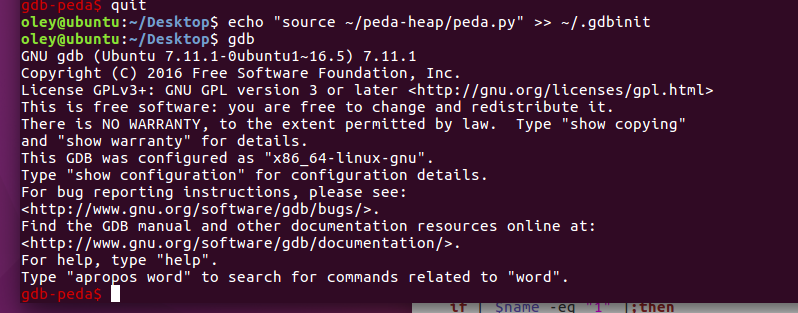 gdb-peda$ quit
oley@ubuntu:~/Desktop$ echo "source ~/peda-heap/peda.py" >> ~/.gdbinit
oley@ubuntu:~/Desktop$ gdb
GNU gdb (Ubuntu 7.11.1-0ubuntu1~16.5) 7.11.1
Copyright (C) 2016 Free Software Foundation, Inc.
License GPLv3+: GNU GPL version 3 or later <http://gnu.org/licenses/gpl.html>
This is free software: you are free to change and redistribute it.
There is NO WARRANTY, to the extent permitted by law.  Type "show copying"
and "show warranty" for details.
This GDB was configured as "x86_64-linux-gnu".
Type "show configuration" for configuration details.
For bug reporting instructions, please see:
<http://www.gnu.org/software/gdb/bugs/>.
Find the GDB manual and other documentation resources online at:
<http://www.gnu.org/software/gdb/documentation/>.
For help, type "help".
Type "apropos word" to search for commands related to "word".
gdb-peda$
if [ $name -eq "1" ];then